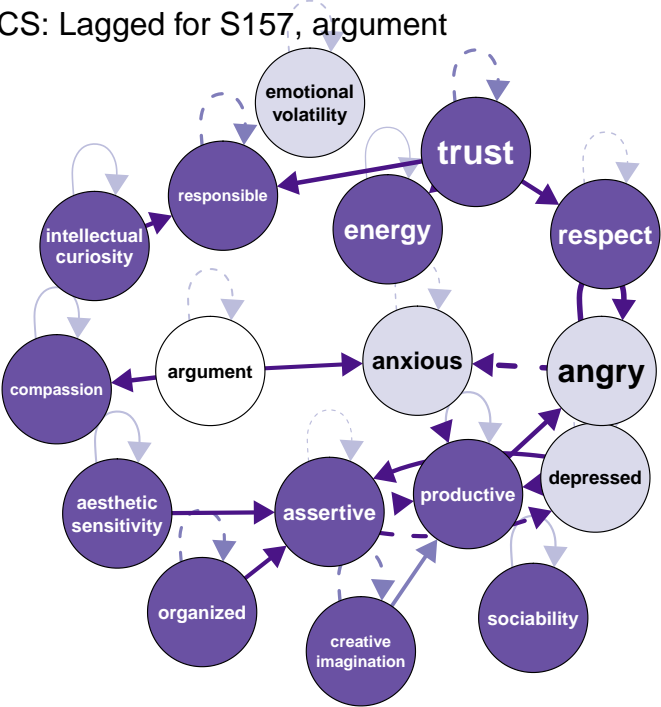 CS: Lagged for S157, argument
emotional
volatility
trust
responsible
energy
respect
intellectual
curiosity
argument
anxious
angry
compassion
depressed
productive
aesthetic
sensitivity
assertive
organized
sociability
creative
imagination